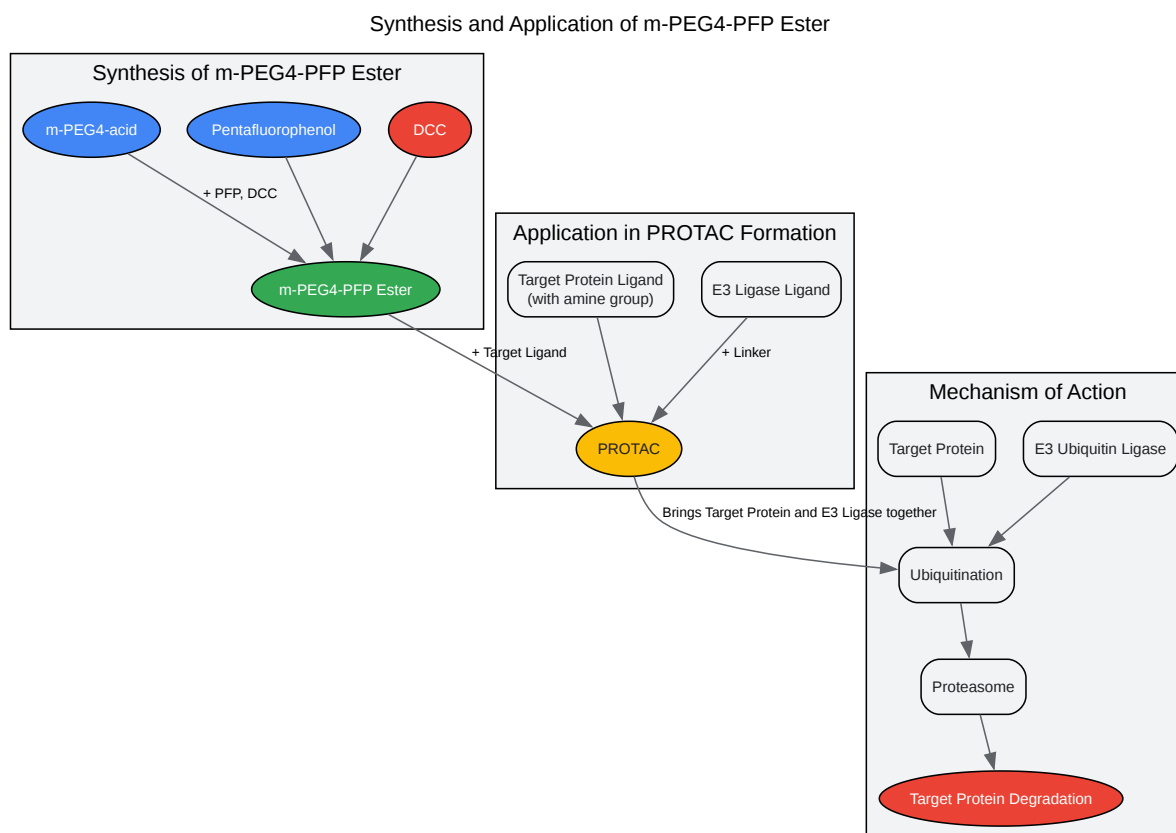 Synthesis and Application of m-PEG4-PFP Ester
Synthesis of m-PEG4-PFP Ester
m-PEG4-acid
Pentafluorophenol
DCC
+ PFP, DCC
m-PEG4-PFP Ester
Application in PROTAC Formation
Target Protein Ligand
(with amine group)
E3 Ligase Ligand
+ Target Ligand
+ Linker
PROTAC
Brings Target Protein and E3 Ligase together
Mechanism of Action
Target Protein
E3 Ubiquitin Ligase
Ubiquitination
Proteasome
Target Protein Degradation